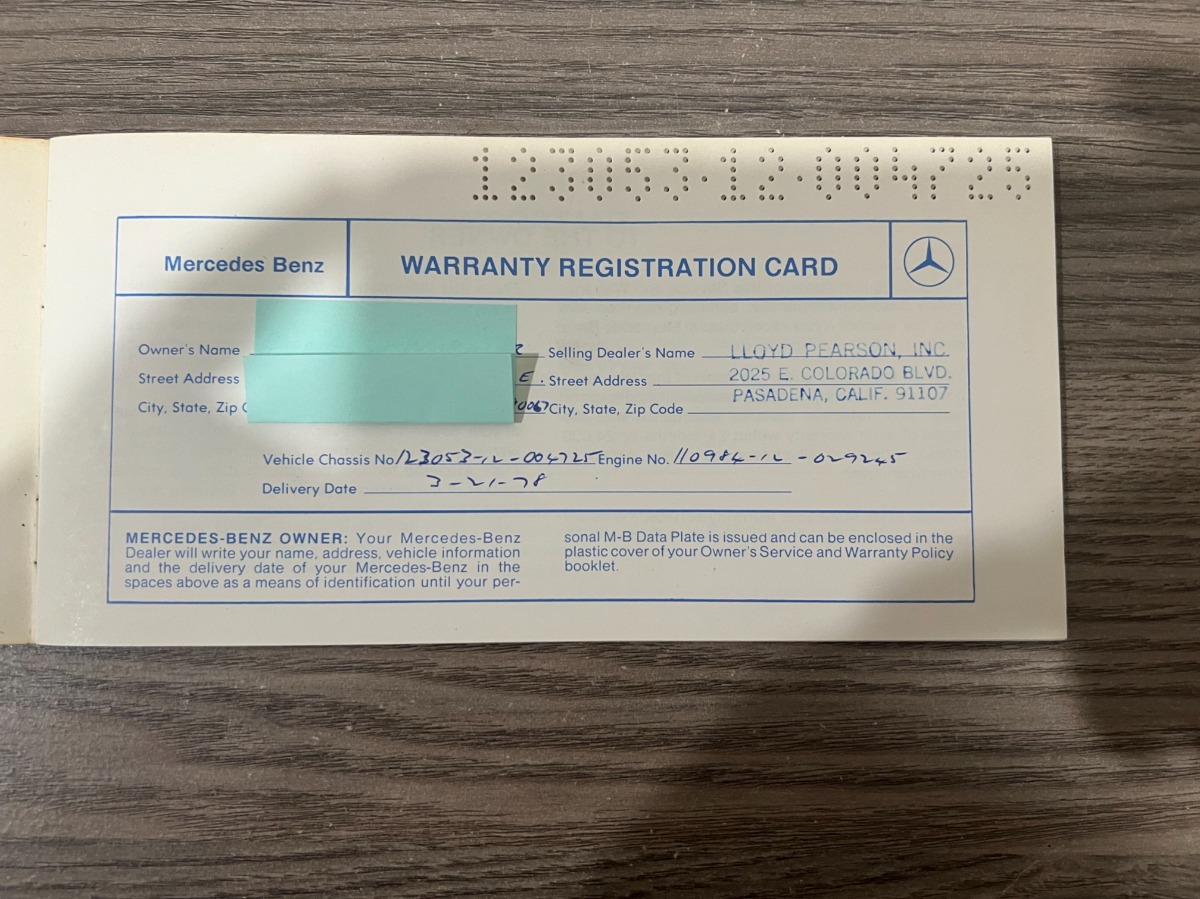 123053-12-004725
Mercedes Benz
WARRANTY REGISTRATION CARD
Owner's Name
Selling Dealer's Name LLOYD PEARSON, INC.
Street Address E.
Street Address 2025 E. COLORADO BLVD.
City, State, Zip
City, State, Zip Code PASADENA, CALIF. 91107
Vehicle Chassis No 123053-12-004725 Engine No. 110984-12-029245
Delivery Date 3-21-78
MERCEDES-BENZ OWNER: Your Mercedes-Benz
Dealer will write your name, address, vehicle information
and the delivery date of your Mercedes-Benz in the
spaces above as a means of identification until your per-
sonal M-B Data Plate is issued and can be enclosed in the
plastic cover of your Owner's Service and Warranty Policy
booklet.